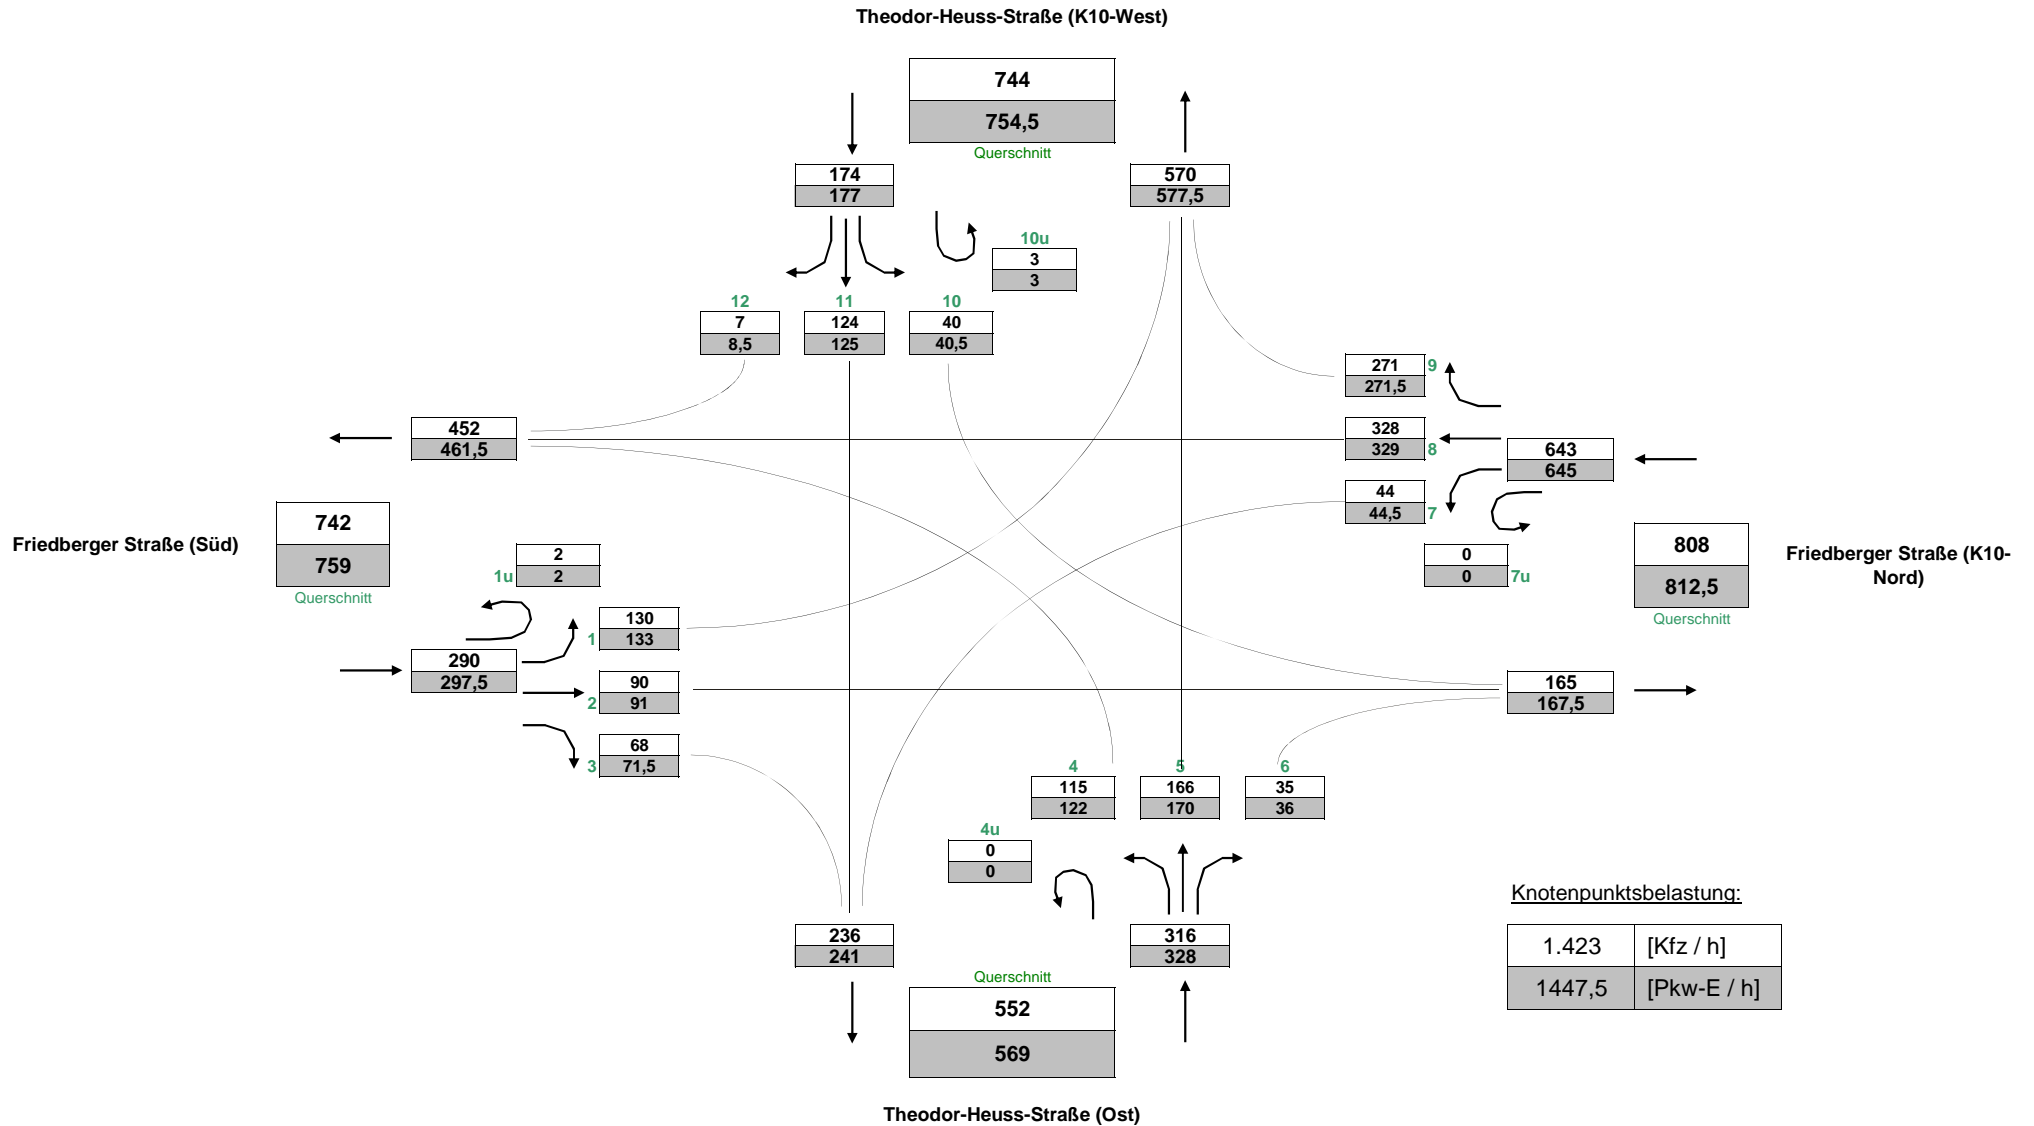 Theodor-Heuss-Straße (K10-West)
744
754,5
Querschnitt
174
177
570
577,5
10u
3
3
12 11 10
7 124 40
8,5 125 40,5
271 9
271,5
452
461,5
328
329 8
643
645
44
44,5 7
742
759
Querschnitt
Friedberger Straße (Süd)
2
1u 2
0
0 7u
808
812,5
Querschnitt
Friedberger Straße (K10-
Nord)
130
1 133
290
297,5
90
2 91
165
167,5
68
3 71,5
4 5 6
115 166 35
122 170 36
4u
0
0
236
241
316
328
Querschnitt
552
569
Knotenpunktsbelastung:
1.423 [Kfz / h]
1447,5 [Pkw-E / h]
Theodor-Heuss-Straße (Ost)